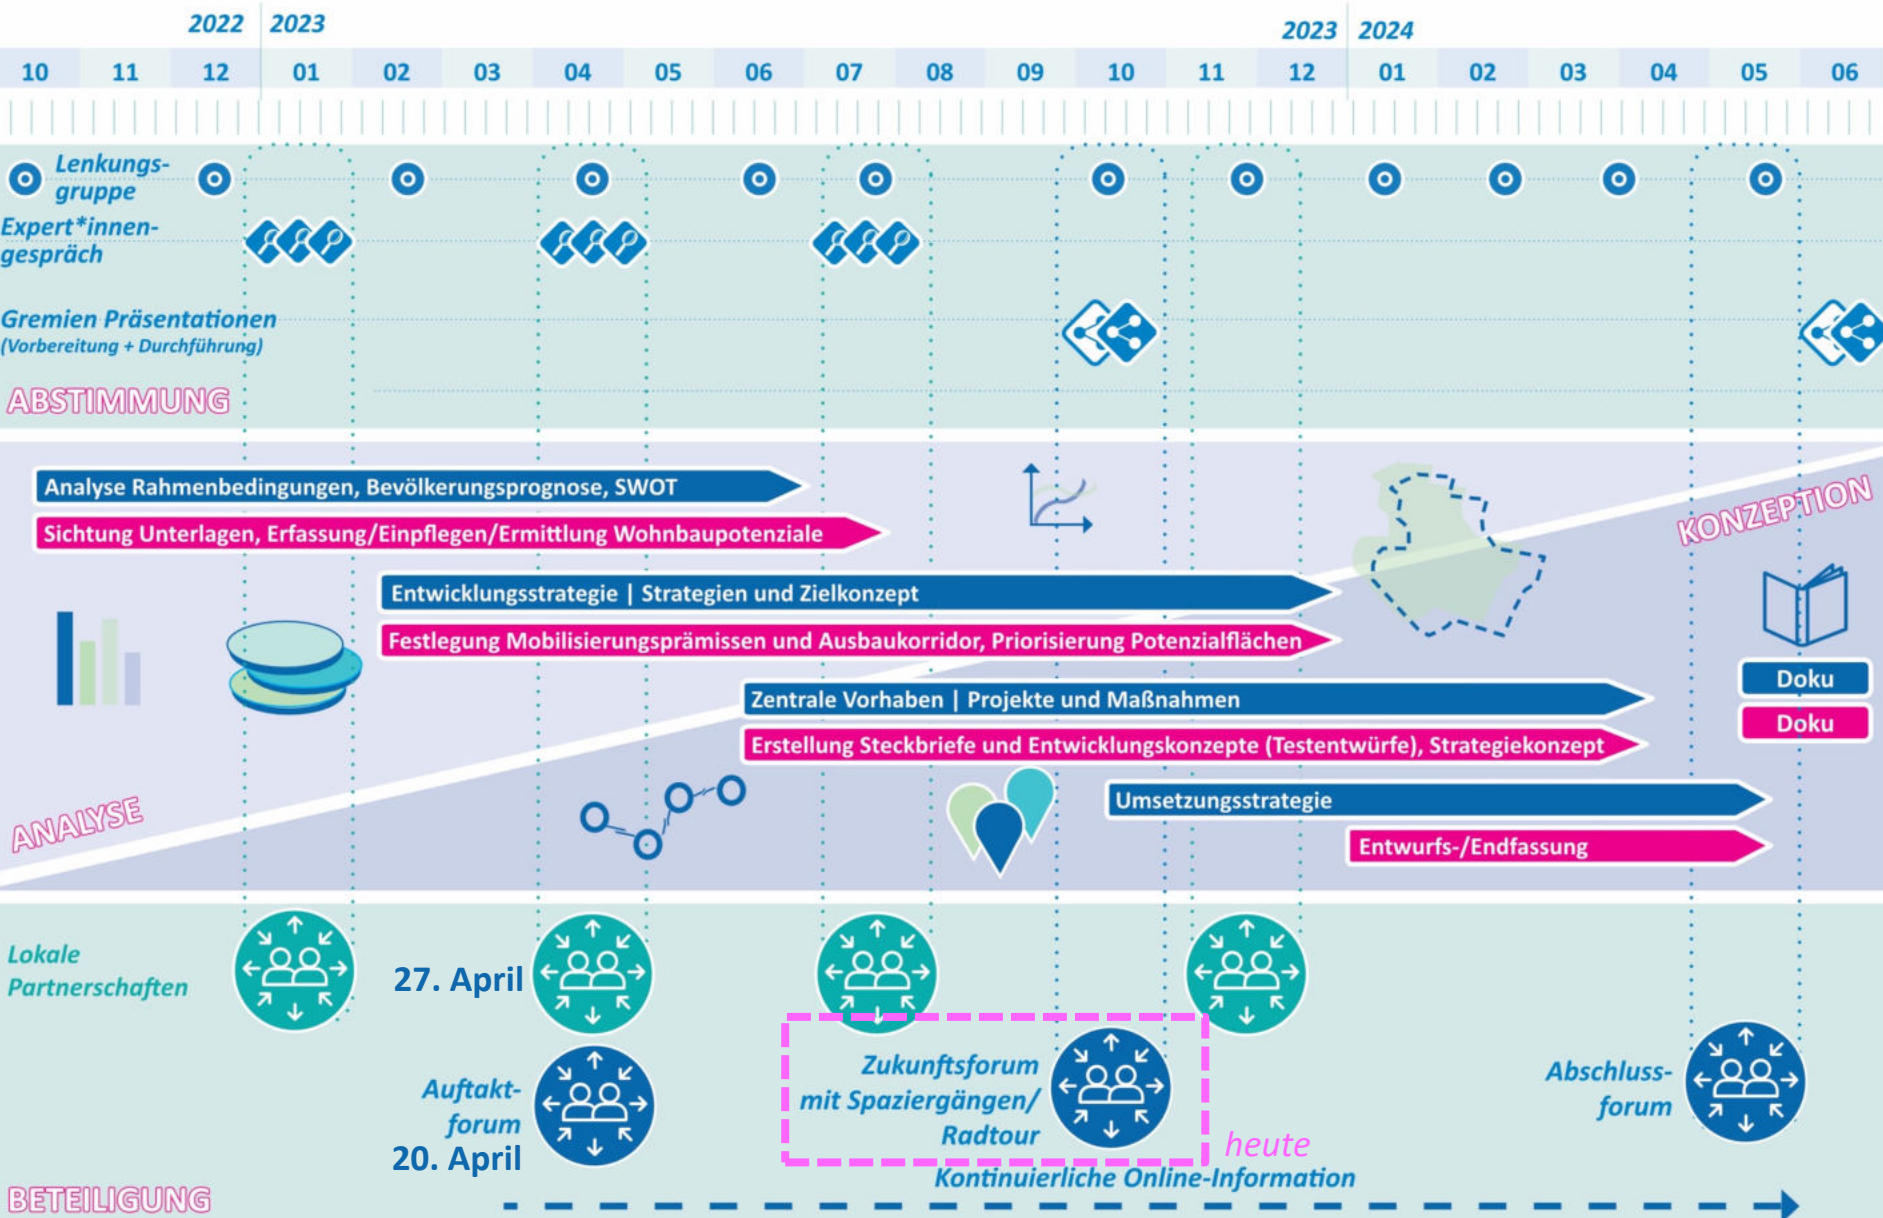 2022 2023
2023 2024
10 11 12 01 02 03 04 05 06 07 08 09 10 11 12 01 02 03 04 05 06
Lenkungs-
gruppe
Expert*innen-
gespräch
Gremien Präsentationen
(Vorbereitung + Durchführung)
ABSTIMMUNG
Analyse Rahmenbedingungen, Bevölkerungsprognose, SWOT
Sichtung Unterlagen, Erfassung/Einpflegen/Ermittlung Wohnbaupotenziale
KONZEPTION
Entwicklungsstrategie | Strategien und Zielkonzept
Festlegung Mobilisierungsprämissen und Ausbaukorridor, Priorisierung Potenzialflächen
Zentrale Vorhaben | Projekte und Maßnahmen
Doku
Erstellung Steckbriefe und Entwicklungskonzepte (Testentwürfe), Strategiekonzept
Doku
Umsetzungsstrategie
ANALYSE
Entwurfs-/Endfassung
Lokale
Partnerschaften
27. April
Auftakt-
forum
20. April
Zukunftsforum
mit Spaziergängen/
Radtour
heute
Abschluss-
forum
Kontinuierliche Online-Information
BETEILIGUNG